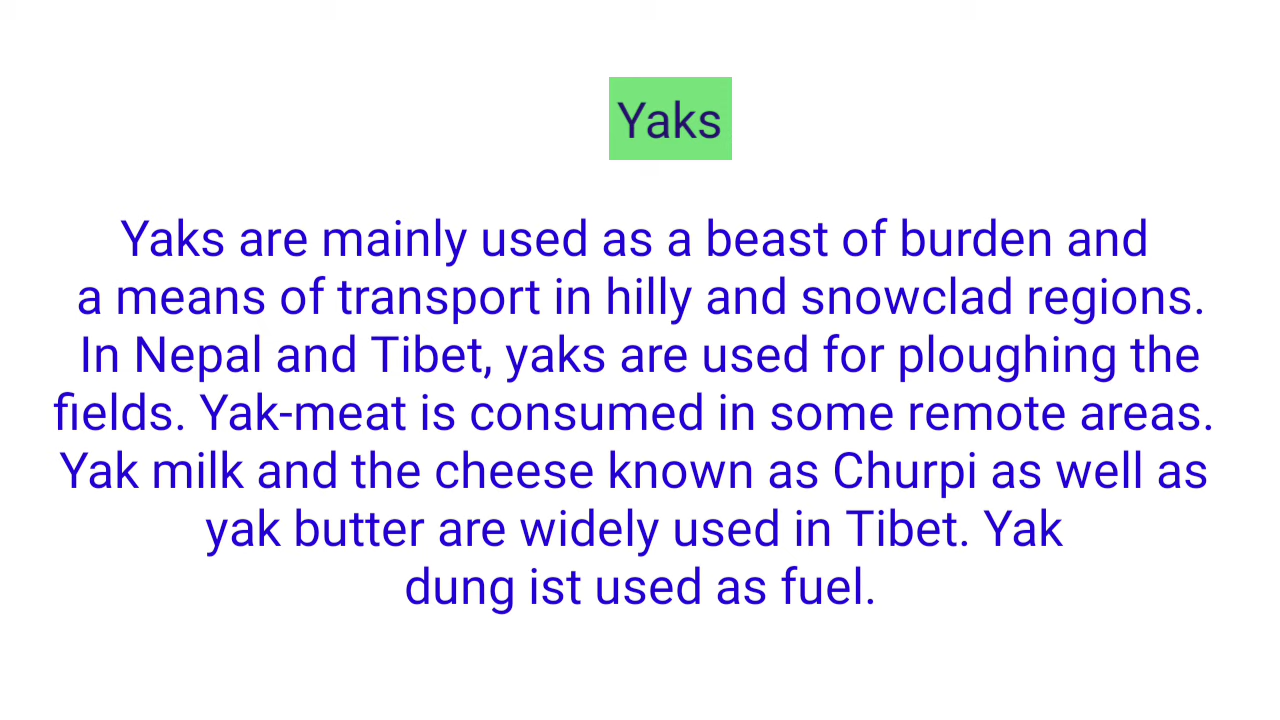 Yaks
Yaks are mainly used as a beast of burden and
a means of transport in hilly and snowclad regions.
In Nepal and Tibet, yaks are used for ploughing the
fields. Yak-meat is consumed in some remote areas.
Yak milk and the cheese known as Churpi as well as
yak butter are widely used in Tibet. Yak
dung ist used as fuel.